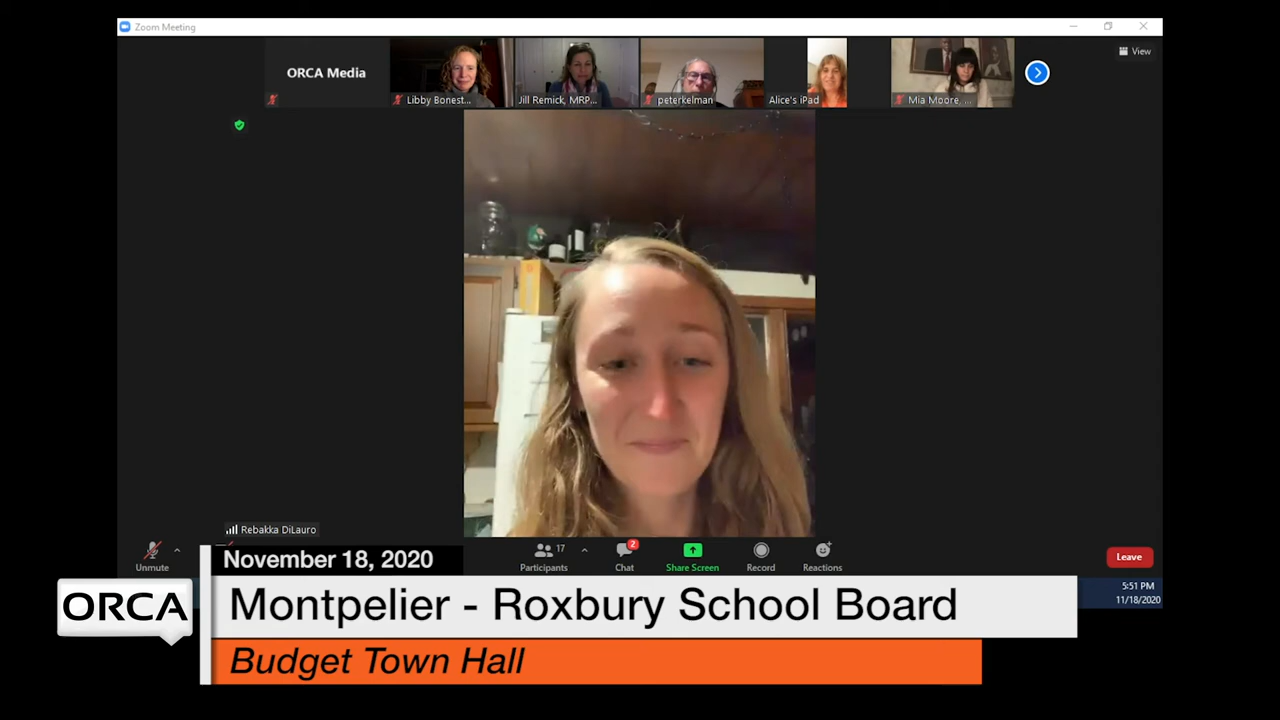 Zoom Meeting
View
ORCA Media
Libby Bonest...
Jill Remick, MRP...
peterkelman
Alice's iPad
Mia Moore, ...
Rebakka DiLauro
Unmute
17
Participants
2
Chat
Share Screen
Record
Reactions
Leave
5:51 PM
11/18/2020
November 18, 2020
ORCA
Montpelier - Roxbury School Board
Budget Town Hall